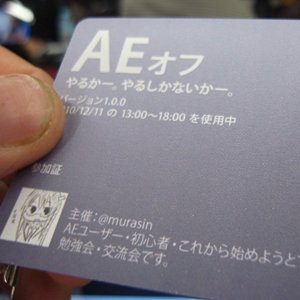 AEオフ
やるかー。やるしかないかー。
バージョン1.0.0
'10/12/11 の 13:00〜18:00 を使用中
参加証
主催：@murasin
AEユーザー・初心者・これから始めようと
勉強会・交流会です。